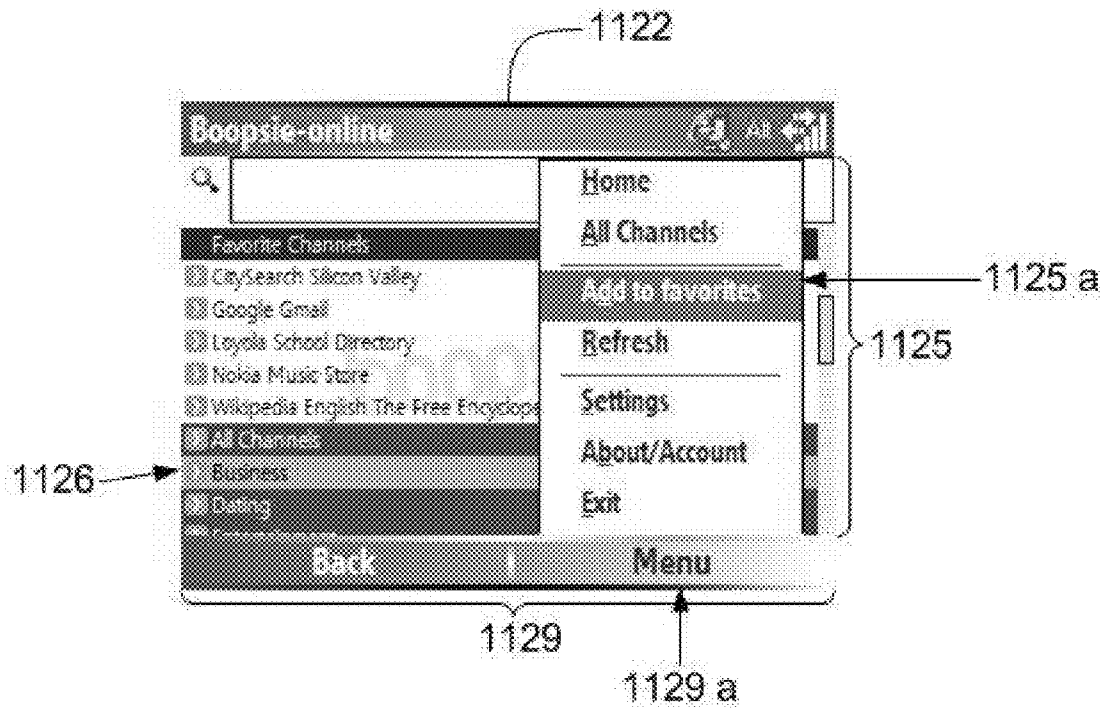 1122
Boopsie-online
All
Home
All Channels
Favorite Channels
CitySearch Silicon Valley
Add to favorites
1125 a
Google Gmail
Loyola School Directory
Refresh
1125
Nokia Music Store
Wikipedia English The Free Encyclope
Settings
All Channels
About/Account
1126
Business
Dating
Exit
Back
Menu
1129
1129 a